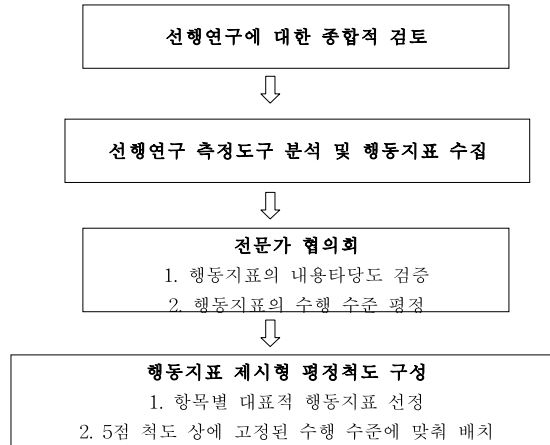 선행연구에 대한 종합적 검토
선행연구 측정도구 분석 및 행동지표 수집
전문가 협의회
1. 행동지표의 내용타당도 검증
2. 행동지표의 수행 수준 평정
행동지표 제시형 평정척도 구성
1. 항목별 대표적 행동지표 선정
2. 5점 척도 상에 고정된 수행 수준에 맞춰 배치